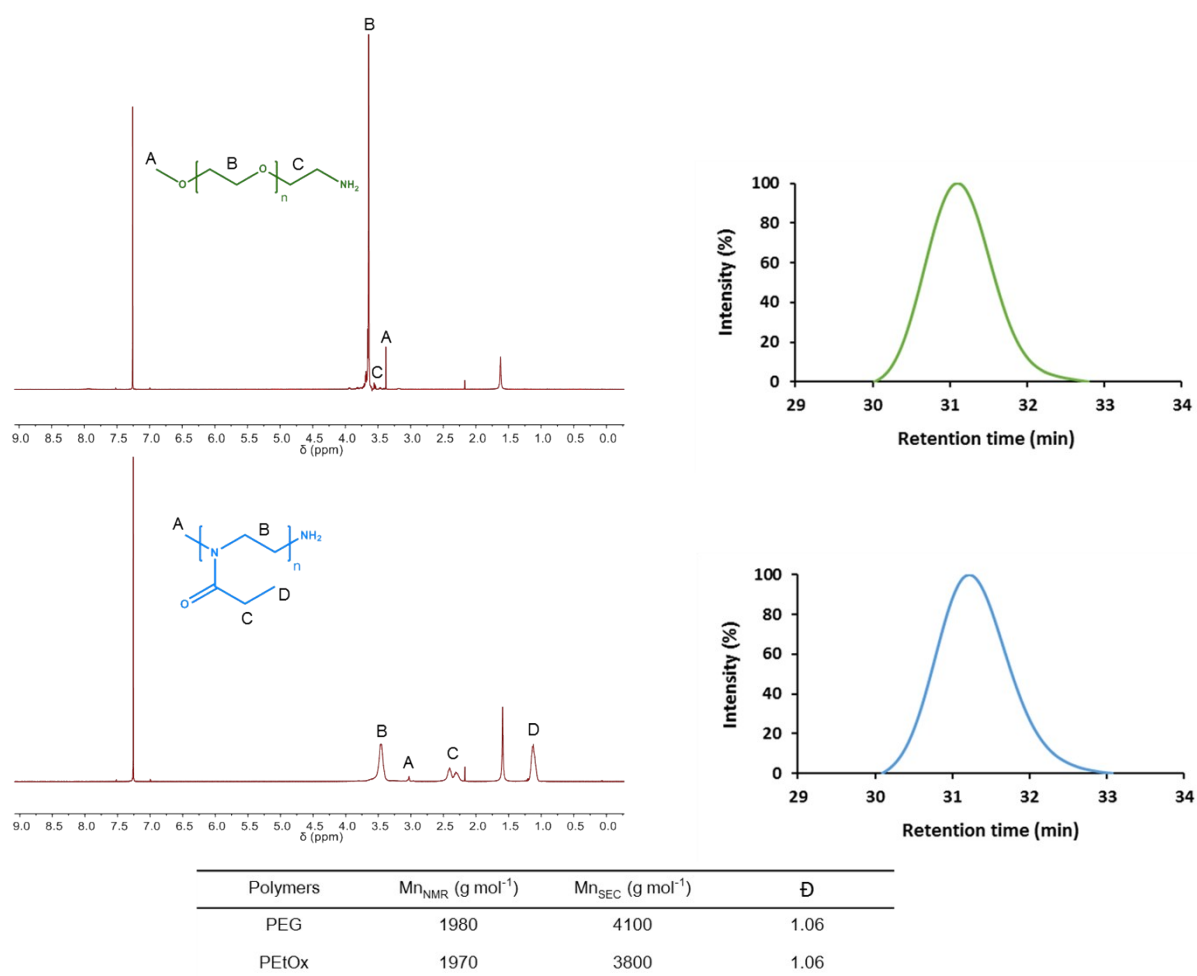 B
A
B
O
C
O
n
NH2
A
C
9.0 8.5 8.0 7.5 7.0 6.5 6.0 5.5 5.0 4.5 4.0 3.5 3.0 2.5 2.0 1.5 1.0 0.5 0.0
δ (ppm)
100
80
60
40
20
0
Intensity (%)
29 30 31 32 33 34
Retention time (min)
A
B
NH2
N
n
O
D
C
B
A
C
D
9.0 8.5 8.0 7.5 7.0 6.5 6.0 5.5 5.0 4.5 4.0 3.5 3.0 2.5 2.0 1.5 1.0 0.5 0.0
δ (ppm)
100
80
60
40
20
0
Intensity (%)
29 30 31 32 33 34
Retention time (min)
Polymers MnNMR (g mol-1) MnSEC (g mol-1) Đ
PEG 1980 4100 1.06
PEtOx 1970 3800 1.06